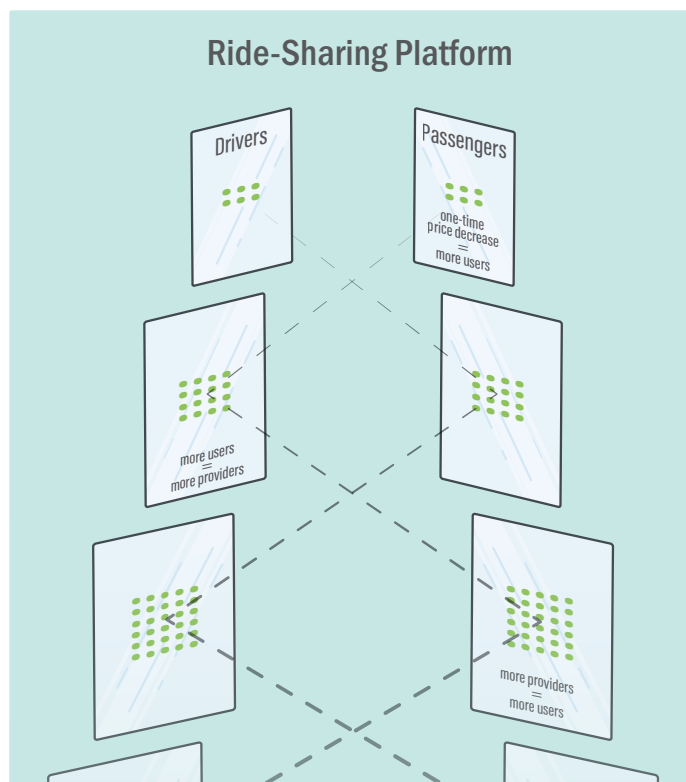 Ride-Sharing Platform
Drivers
Passengers
one-time
price decrease
=
more users
more users
=
more providers
more providers
=
more users